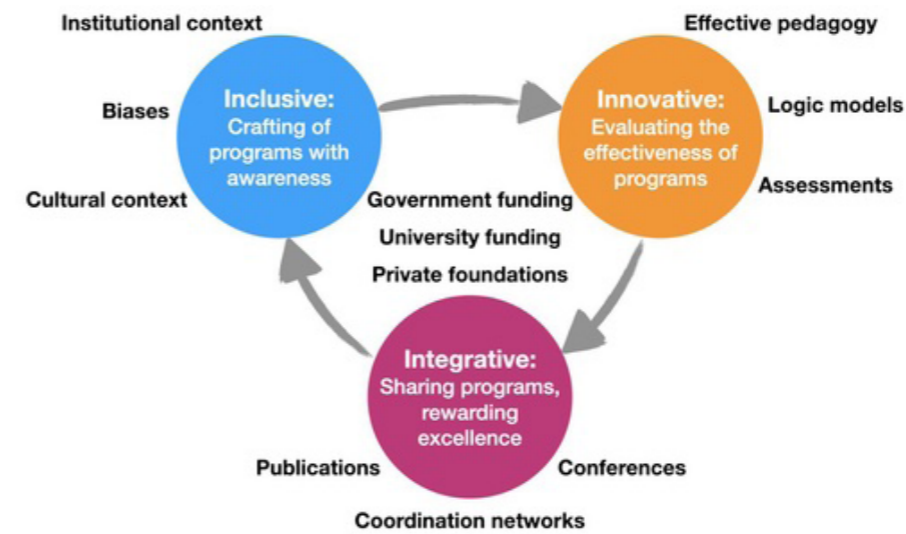 Institutional context
Biases
Cultural context
Inclusive:
Crafting of
programs with
awareness
Effective pedagogy
Logic models
Assessments
Innovative:
Evaluating the
effectiveness of
programs
Government funding
University funding
Private foundations
Integrative:
Sharing programs,
rewarding
excellence
Publications
Conferences
Coordination networks